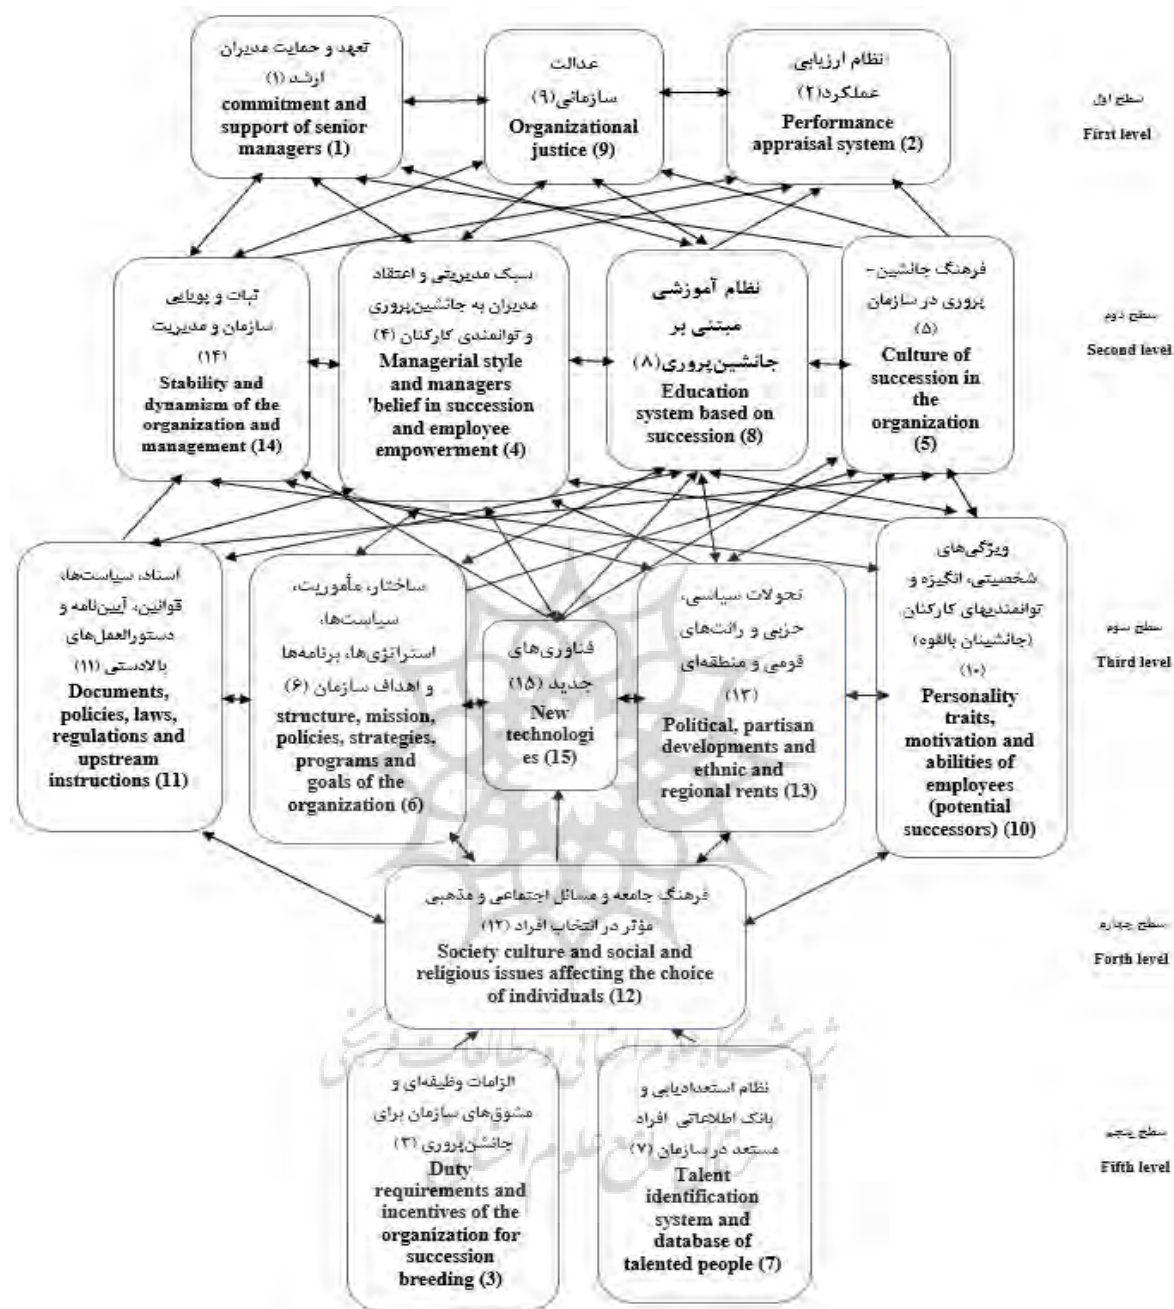 تعهد و حمایت مدیران
ارشد (۱)
commitment and
support of senior
managers (1)
عدالت
سازمانی(۹)
Organizational
justice (9)
نظام ارزیابی
عملکرد(۲)
Performance
appraisal system (2)
سطح اول
First level
ثبات و پویایی
سازمان و مدیریت
(۱۴)
Stability and
dynamism of the
organization and
management (14)
سبک مدیریتی و اعتقاد
مدیران به جانشین‌پروری
و توانمندی کارکنان (۴)
Managerial style
and managers
'belief in succession
and employee
empowerment (4)
نظام آموزشی
مبتنی بر
جانشین‌پروری(۸)
Education
system based on
succession (8)
فرهنگ جانشین-
پروری در سازمان
(۵)
Culture of
succession in
the
organization
(5)
سطح دوم
Second level
اسناد، سیاست‌ها،
قوانین، آیین‌نامه و
دستورالعمل‌های
بالادستی (۱۱)
Documents,
policies, laws,
regulations and
upstream
instructions (11)
ساختار، مأموریت،
سیاست‌ها،
استراتژی‌ها، برنامه‌ها
و اهداف سازمان (۶)
structure, mission,
policies, strategies,
programs and
goals of the
organization (6)
فناوری‌های
جدید (۱۵)
New
technologi
es (15)
تحولات سیاسی،
حزبی و رانت‌های
قومی و منطقه‌ای
(۱۳)
Political, partisan
developments and
ethnic and
regional rents (13)
ویژگی‌های
شخصیتی، انگیزه و
توانمندیهای کارکنان
(جانشینان بالقوه)
(۱۰)
Personality
traits,
motivation and
abilities of
employees
(potential
successors) (10)
سطح سوم
Third level
فرهنگ جامعه و مسائل اجتماعی و مذهبی
مؤثر در انتخاب افراد (۱۲)
Society culture and social and
religious issues affecting the choice
of individuals (12)
سطح چهارم
Forth level
پژوهشگاه علوم انسانی و مطالعات فرهنگی
پرتال جامع علوم انسانی
الزامات وظیفه‌ای و
مشوق‌های سازمان برای
جانشن‌پروری (۳)
Duty
requirements and
incentives of the
organization for
succession
breeding (3)
نظام استعدادیابی و
بانک اطلاعاتی افراد
مستعد در سازمان (۷)
Talent
identification
system and
database of
talented people (7)
سطح پنجم
Fifth level